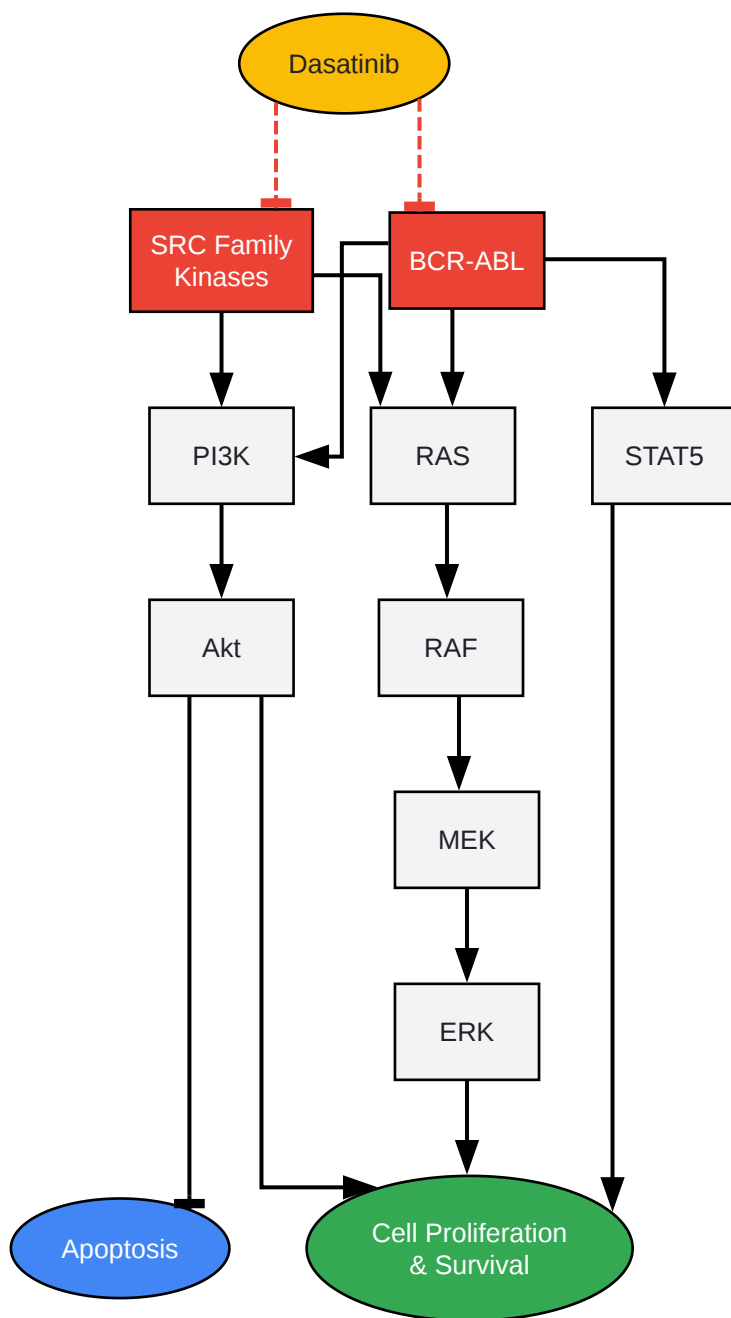 Dasatinib
SRC Family
Kinases
BCR-ABL
PI3K
RAS
STAT5
Akt
RAF
MEK
ERK
Apoptosis
Cell Proliferation
& Survival